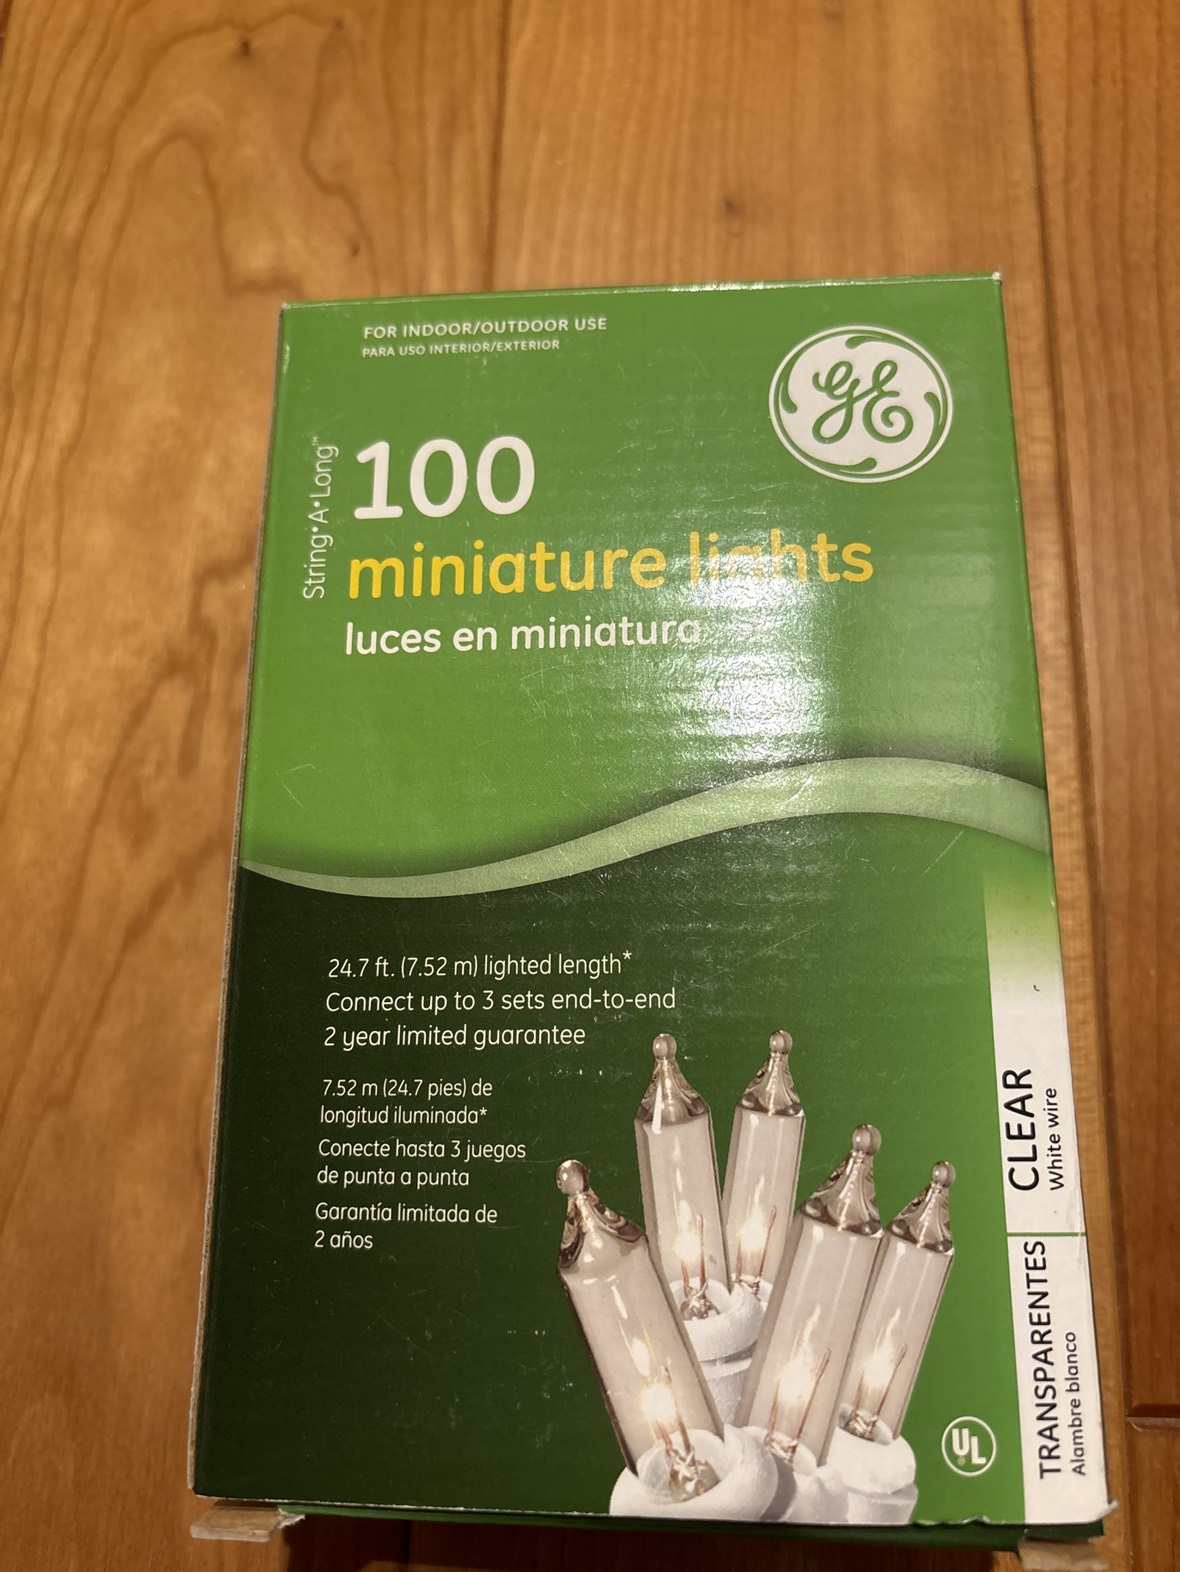 FOR INDOOR/OUTDOOR USE
PARA USO INTERIOR/EXTERIOR
GE
String•A•Long™
100
miniature lights
luces en miniatura
24.7 ft. (7.52 m) lighted length*
Connect up to 3 sets end-to-end
2 year limited guarantee
7.52 m (24.7 pies) de
longitud iluminada*
Conecte hasta 3 juegos
de punta a punta
Garantía limitada de
2 años
CLEAR
White wire
TRANSPARENTES
Alambre blanco
UL